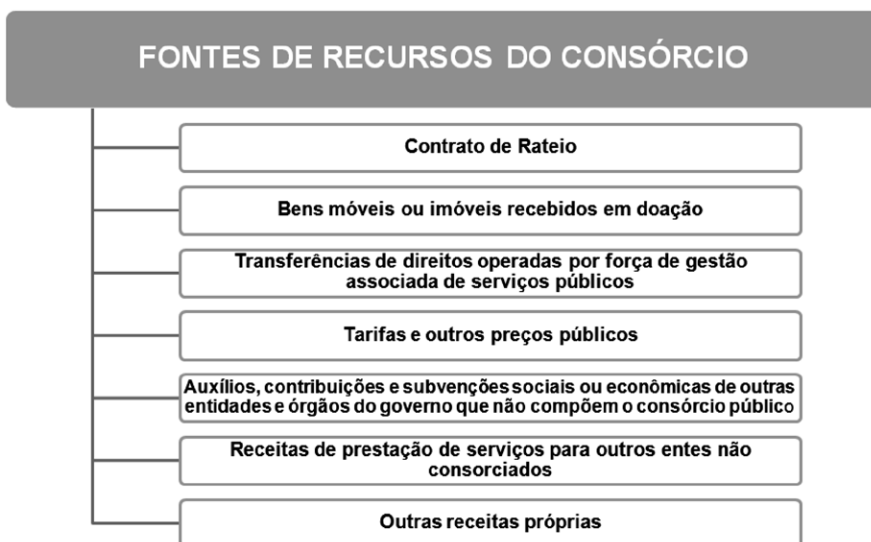 FONTES DE RECURSOS DO CONSÓRCIO
Contrato de Rateio
Bens móveis ou imóveis recebidos em doação
Transferências de direitos operadas por força de gestão
associada de serviços públicos
Tarifas e outros preços públicos
Auxílios, contribuições e subvenções sociais ou econômicas de outras
entidades e órgãos do governo que não compõem o consórcio público
Receitas de prestação de serviços para outros entes não
consorciados
Outras receitas próprias